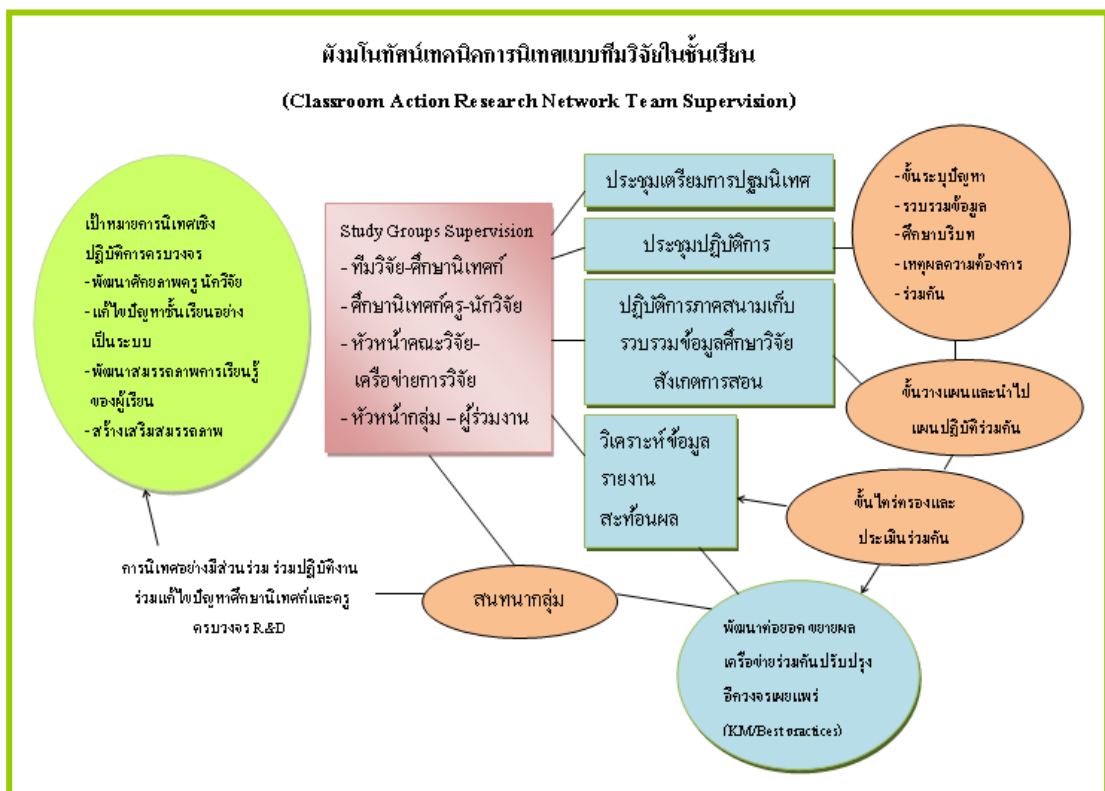 ผังมโนทัศน์เทคนิคการนิเทศแบบทีมวิจัยในชั้นเรียน
(Classroom Action Research Network Team Supervision)
เป้าหมายการนิเทศเชิง
ปฏิบัติการครบวงจร
-พัฒนาศักยภาพครู นักวิจัย
-แก้ไขปัญหาชั้นเรียนอย่าง
เป็นระบบ
-พัฒนาสมรรถภาพการเรียนรู้
ของผู้เรียน
-สร้างเสริมสมรรถภาพ
Study Groups Supervision
- ทีมวิจัย-ศึกษานิเทศก์
-ศึกษานิเทศก์ครู-นักวิจัย
-หัวหน้าคณะวิจัย-
เครือข่ายการวิจัย
-หัวหน้ากลุ่ม – ผู้ร่วมงาน
ประชุมเตรียมการปฐมนิเทศ
ประชุมปฏิบัติการ
ปฏิบัติการภาคสนามเก็บ
รวบรวมข้อมูลศึกษาวิจัย
สังเกตการสอน
วิเคราะห์ข้อมูล
รายงาน
สะท้อนผล
-ขั้นระบุปัญหา
-รวบรวมข้อมูล
-ศึกษาบริบท
-เหตุผลความต้องการ
-ร่วมกัน
ขั้นวางแผนและนำไป
แผนปฏิบัติร่วมกัน
ขั้นไตร่ตรองและ
ประเมินร่วมกัน
พัฒนาต่อยอด ขยายผล
เครือข่ายร่วมกันปรับปรุง
อีกวงจรเผยแพร่
(KM/Best practices)
สนทนากลุ่ม
การนิเทศอย่างมีส่วนร่วม ร่วมปฏิบัติงาน
ร่วมแก้ไขปัญหาศึกษานิเทศก์และครู
ครบวงจร R&D